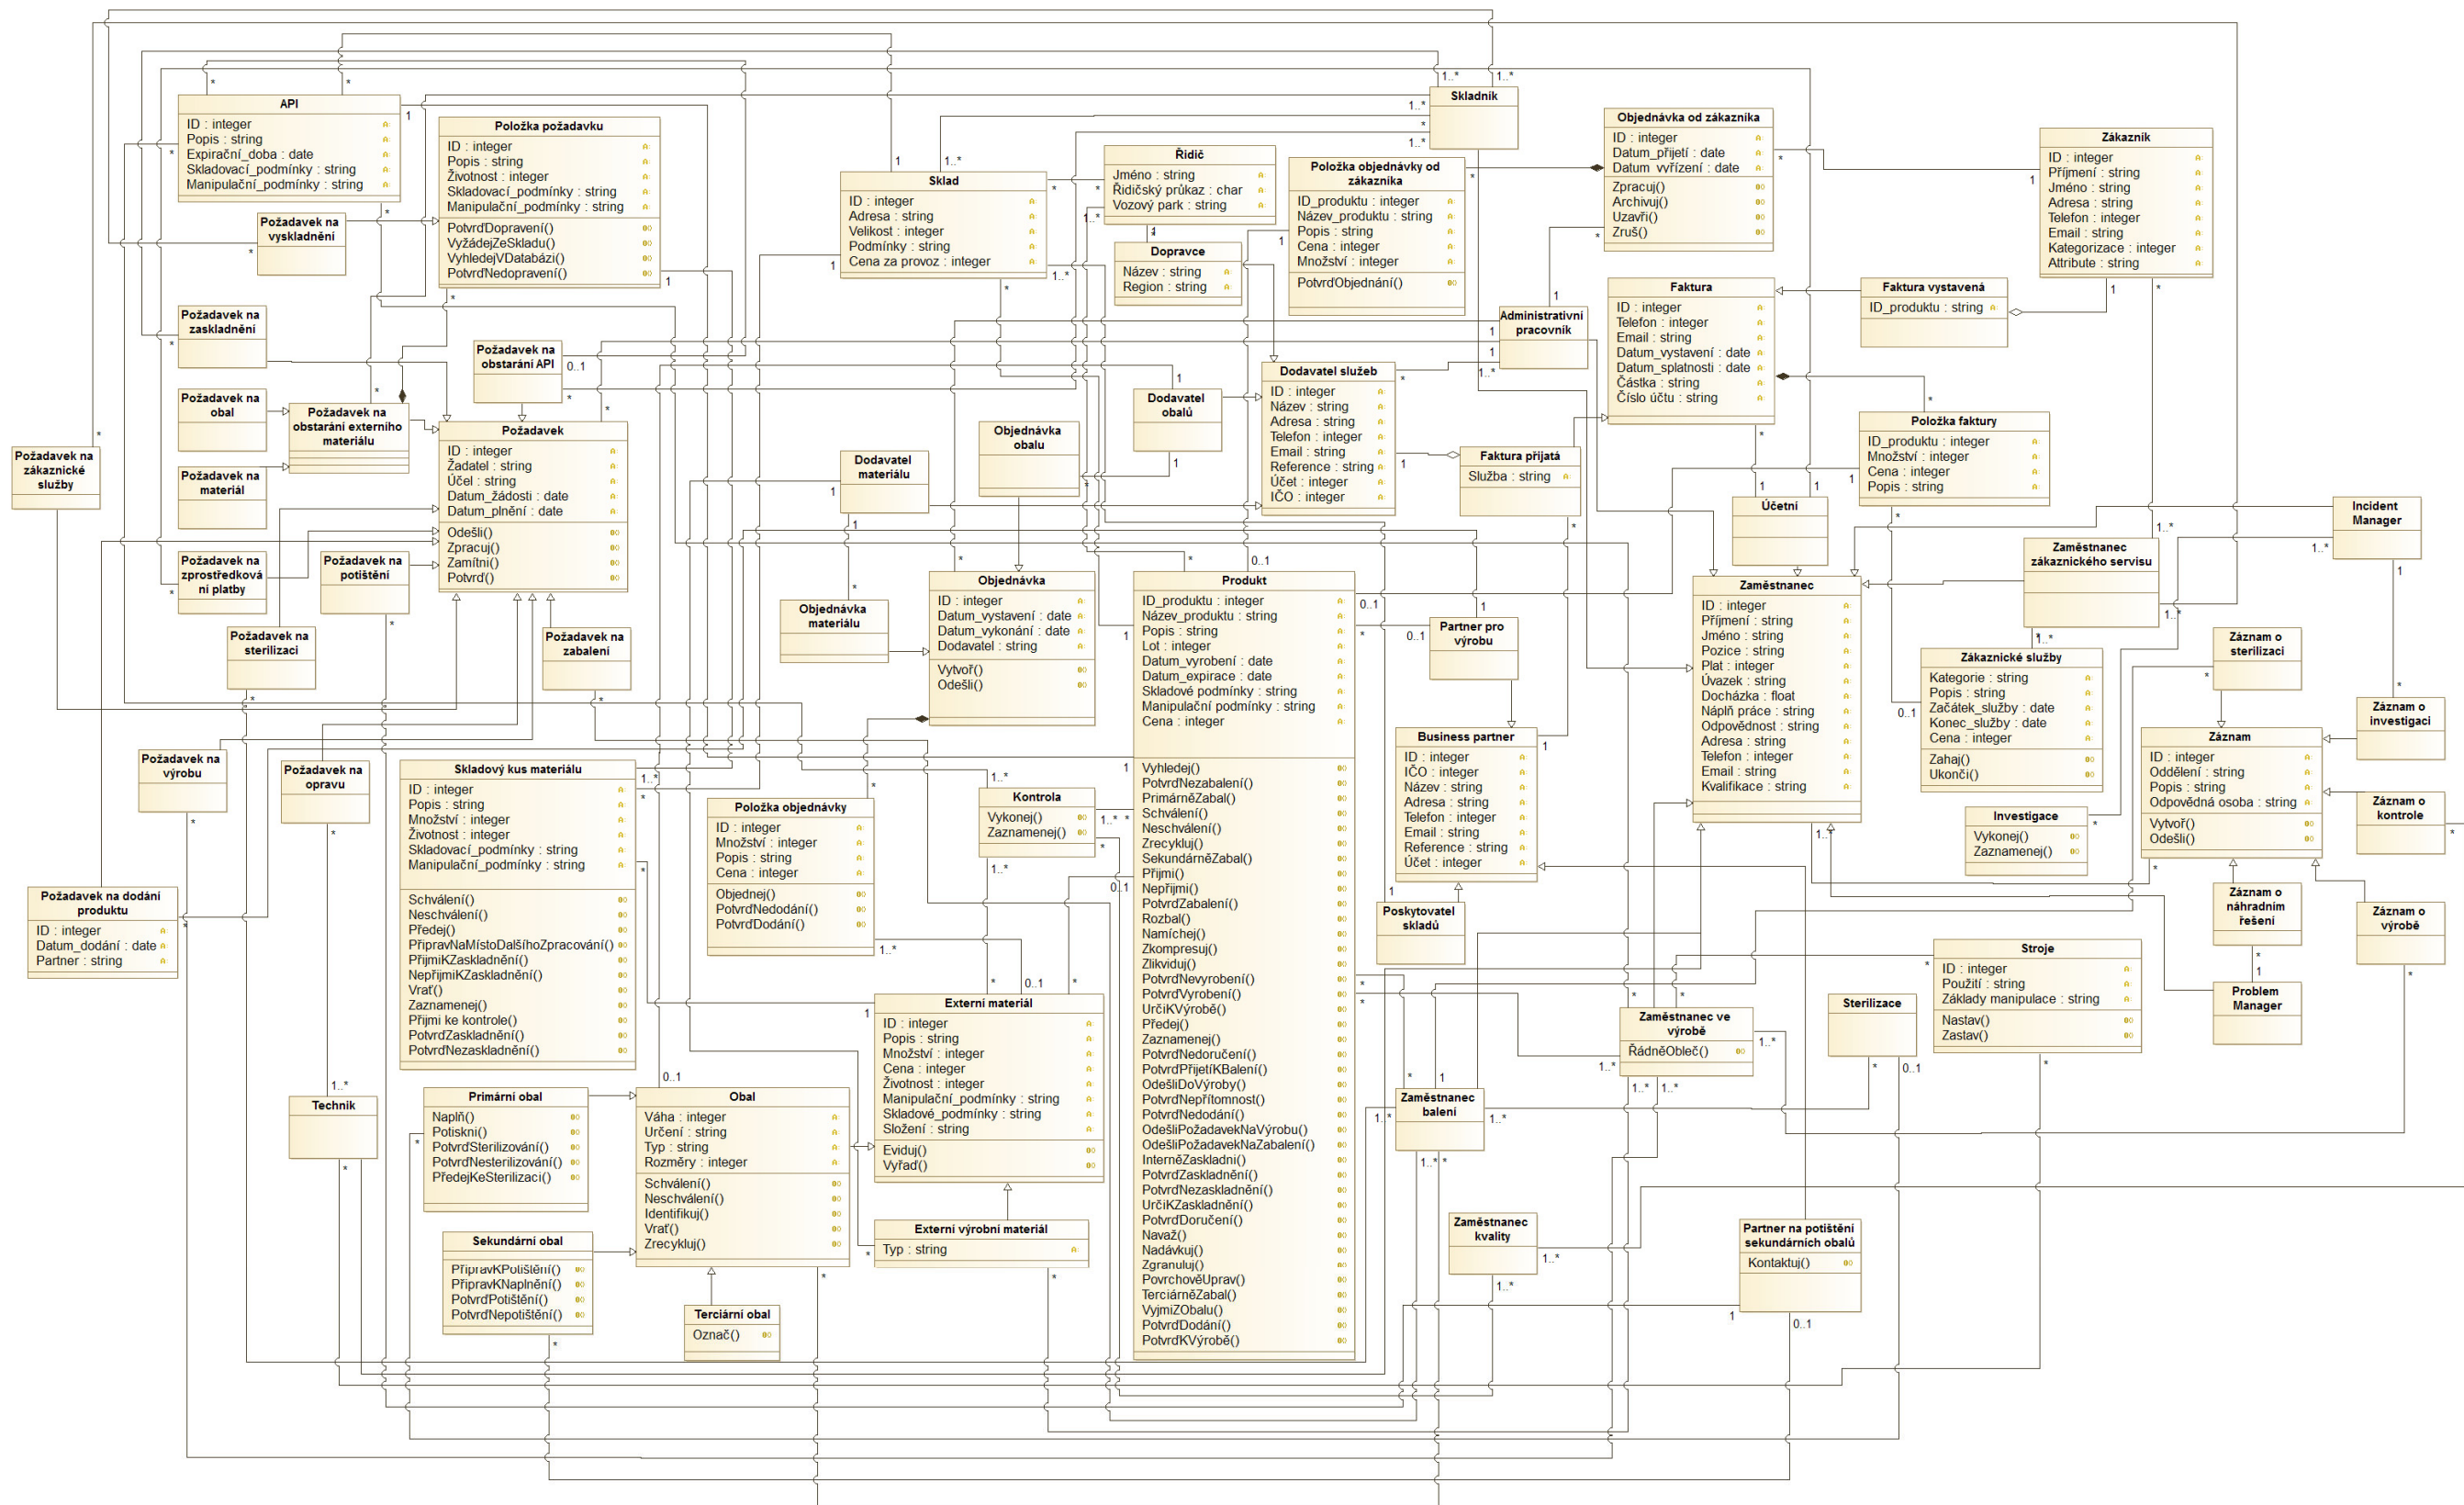 API
ID : integer
Popis : string
Expirační_doba : date
Skladovací_podmínky : string
Manipulační_podmínky : string
Položka požadavku
ID : integer
Popis : string
Životnost : integer
Skladovací_podmínky : string
Manipulační_podmínky : string
PotvrďDopravení()
VyžádejZeSkladu()
VyhledejVDatabázi()
PotvrďNedopravení()
Sklad
ID : integer
Adresa : string
Velikost : integer
Podmínky : string
Cena za provoz : integer
Řidič
Jméno : string
Řidičský průkaz : char
Vozový park : string
Dopravce
Název : string
Region : string
Skladník
Položka objednávky od
zákazníka
ID_produktu : integer
Název_produktu : string
Popis : string
Cena : integer
Množství : integer
PotvrďObjednání()
Objednávka od zákazníka
ID : integer
Datum_přijetí : date
Datum_vyřízení : date
Zpracuj()
Archivuj()
Uzavři()
Zruš()
Zákazník
ID : integer
Příjmení : string
Jméno : string
Adresa : string
Telefon : integer
Email : string
Kategorizace : integer
Attribute : string
Požadavek na
vyskladnění
Požadavek na
zaskladnění
Požadavek na
obstarání API
Požadavek na
obal
Požadavek na
obstarání externího
materiálu
Požadavek na
materiál
Požadavek na
zákaznické
služby
Požadavek
ID : integer
Žadatel : string
Účel : string
Datum_žádosti : date
Datum_plnění : date
Odešli()
Zpracuj()
Zamítni()
Potvrď()
Administrativní
pracovník
Faktura
ID : integer
Telefon : integer
Email : string
Datum_vystavení : date
Datum_splatnosti : date
Částka : string
Číslo účtu : string
Faktura vystavená
ID_produktu : string
Dodavatel služeb
ID : integer
Název : string
Adresa : string
Telefon : integer
Email : string
Reference : string
Účet : integer
IČO : integer
Dodavatel
obalů
Objednávka
obalu
Dodavatel
materiálu
Faktura přijatá
Služba : string
Položka faktury
ID_produktu : integer
Množství : integer
Cena : integer
Popis : string
Účetní
Incident
Manager
Zaměstnanec
zákaznického servisu
Požadavek na
zprostředková
ní platby
Požadavek na
potištění
Požadavek na
sterilizaci
Požadavek na
zabalení
Objednávka
materiálu
Objednávka
ID : integer
Datum_vystavení : date
Datum_vykonání : date
Dodavatel : string
Vytvoř()
Odešli()
Produkt
ID_produktu : integer
Název_produktu : string
Popis : string
Lot : integer
Datum_vyrobení : date
Datum_expirace : date
Skladové podmínky : string
Manipulační podmínky : string
Cena : integer
Vyhledej()
PotvrďNezabalení()
PrimárněZabal()
Schválení()
Neschválení()
Zrecykluj()
SekundárněZabal()
Přijmi()
Nepřijmi()
PotvrďZabalení()
Rozbal()
Namíchej()
Zkompresuj()
Zlikviduj()
PotvrďNevyrobení()
PotvrďVyrobení()
UrčiKVýrobě()
Předej()
Zaznamenej()
PotvrďNedoručení()
PotvrďPřijetíKBalení()
OdešliDoVýroby()
PotvrďNepřítomnost()
PotvrďNedodání()
OdešliPožadavekNaVýrobu()
OdešliPožadavekNaZabalení()
InterněZaskladni()
PotvrďZaskladnění()
PotvrďNezaskladnění()
UrčiKZaskladnění()
PotvrďDoručení()
Navaž()
Nadávkuj()
Zgranuluj()
PovrchověUprav()
TerciárněZabal()
VyjmiZObalu()
PotvrďDodání()
PotvrďKVýrobě()
Partner pro
výrobu
Business partner
ID : integer
IČO : integer
Název : string
Adresa : string
Telefon : integer
Email : string
Reference : string
Účet : integer
Poskytovatel
skladů
Zaměstnanec
ID : integer
Příjmení : string
Jméno : string
Pozice : string
Plat : integer
Úvazek : string
Docházka : float
Náplň práce : string
Odpovědnost : string
Adresa : string
Telefon : integer
Email : string
Kvalifikace : string
Zákaznické služby
Kategorie : string
Popis : string
Začátek_služby : date
Konec_služby : date
Cena : integer
Zahaj()
Ukonči()
Záznam o
sterilizaci
Záznam o
investigaci
Záznam
ID : integer
Oddělení : string
Popis : string
Odpovědná osoba : string
Vytvoř()
Odešli()
Záznam o
kontrole
Investigace
Vykonej()
Zaznamenej()
Záznam o
náhradním
řešení
Záznam o
výrobě
Problem
Manager
Stroje
ID : integer
Použití : string
Základy manipulace : string
Nastav()
Zastav()
Sterilizace
Zaměstnanec ve
výrobě
ŘádněObleč()
Zaměstnanec
balení
Zaměstnanec
kvality
Partner na potištění
sekundárních obalů
Kontaktuj()
Požadavek na
výrobu
Požadavek na
opravu
Požadavek na dodání
produktu
ID : integer
Datum_dodání : date
Partner : string
Skladový kus materiálu
ID : integer
Popis : string
Množství : integer
Životnost : integer
Skladovací_podmínky : string
Manipulační_podmínky : string
Schválení()
Neschválení()
Předej()
PřipravNaMístoDalšíhoZpracování()
PřijmiKZaskladnění()
NepřijmiKZaskladnění()
Vrať()
Zaznamenej()
Přijmi ke kontrole()
PotvrďZaskladnění()
PotvrďNezaskladnění()
Položka objednávky
ID : integer
Množství : integer
Popis : string
Cena : integer
Objednej()
PotvrďNedodání()
PotvrďDodání()
Kontrola
Vykonej()
Zaznamenej()
Externí materiál
ID : integer
Popis : string
Množství : integer
Cena : integer
Životnost : integer
Manipulační_podmínky : string
Skladové_podmínky : string
Složení : string
Eviduj()
Vyřaď()
Externí výrobní materiál
Typ : string
Technik
Primární obal
Naplň()
Potiskni()
PotvrďSterilizování()
PotvrďNesterilizování()
PředejKeSterilizaci()
Obal
Váha : integer
Určení : string
Typ : string
Rozměry : integer
Schválení()
Neschválení()
Identifikuj()
Vrať()
Zrecykluj()
Sekundární obal
PřipravKPotištění()
PřipravKNaplnění()
PotvrďPotištění()
PotvrďNepotištění()
Terciární obal
Označ()